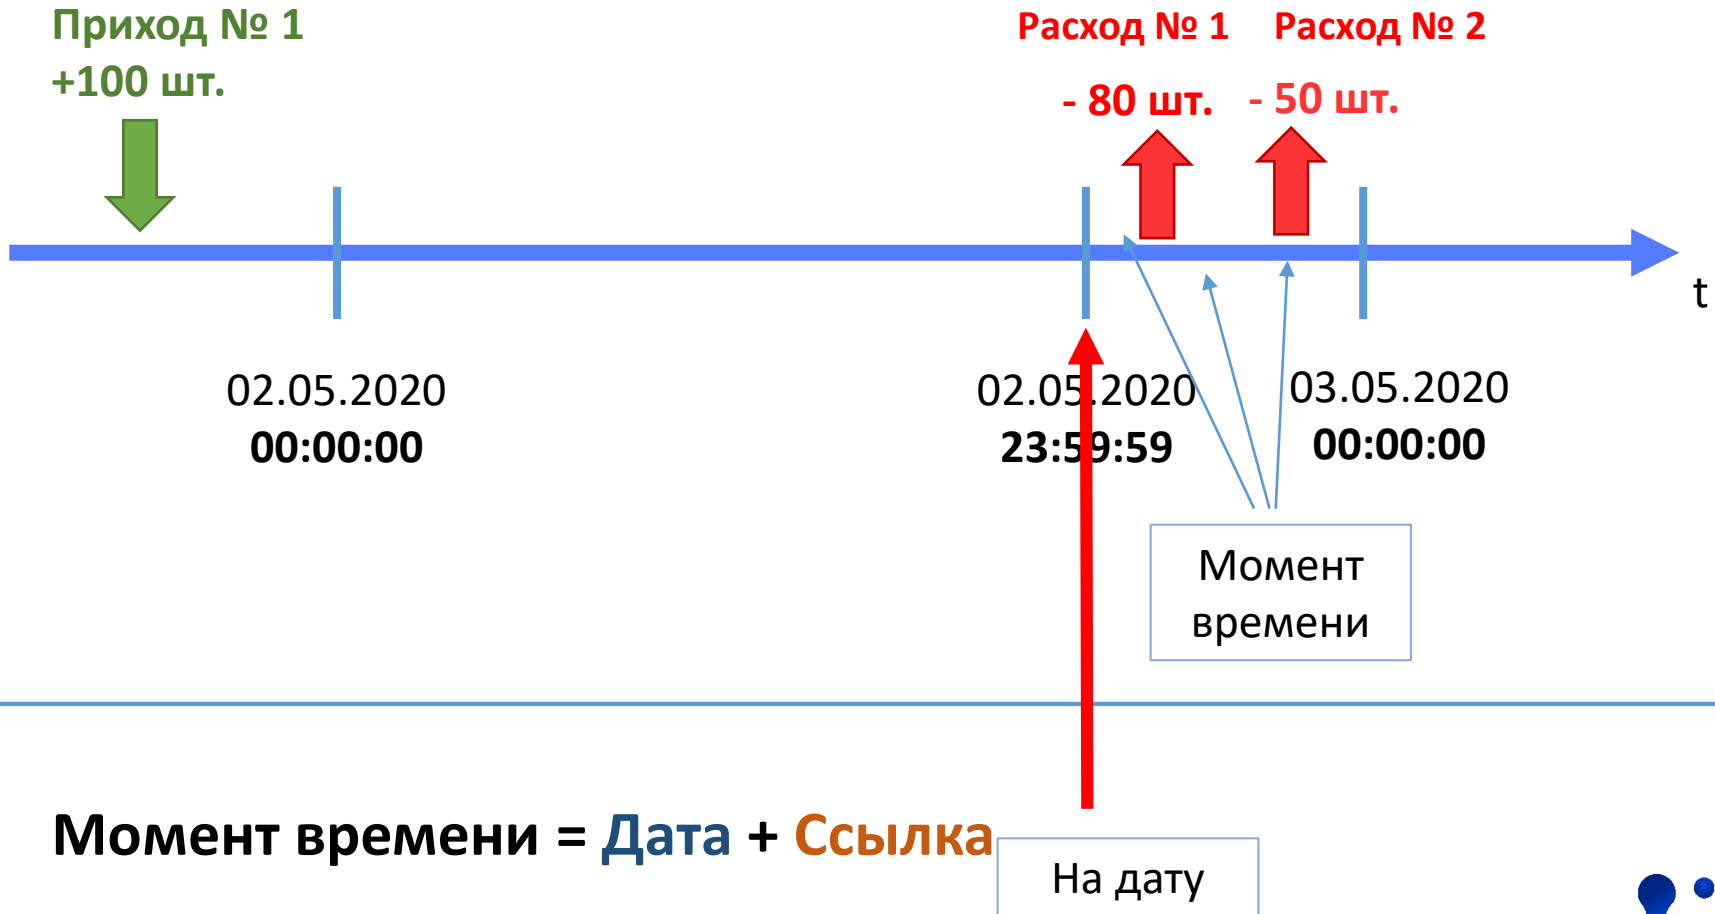 Приход № 1
+100 шт.
Расход № 1
Расход № 2
- 80 шт.
- 50 шт.
t
02.05.2020
00:00:00
02.05.2020
23:59:59
03.05.2020
00:00:00
Момент
времени
Момент времени = Дата + Ссылка
На дату